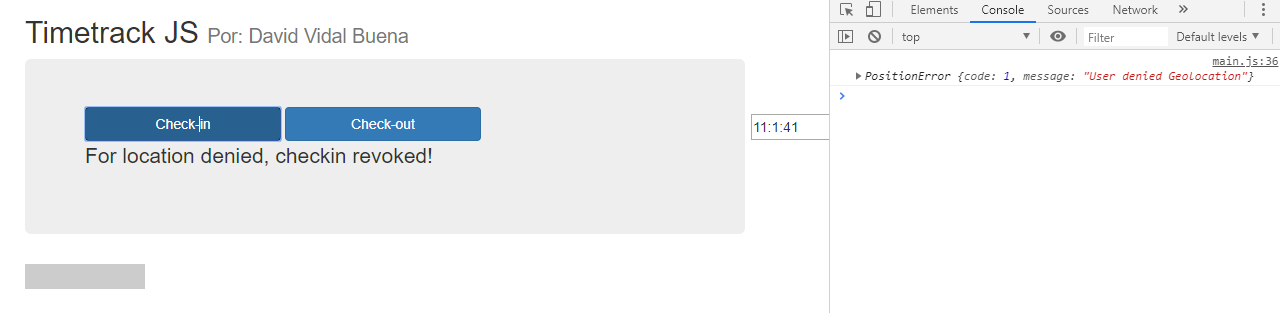 Timetrack JS Por: David Vidal Buena
Check-in Check-out
For location denied, checkin revoked!
11:1:41
Elements Console Sources Network »
top Filter Default levels ▼
main.js:36
PositionError {code: 1, message: "User denied Geolocation"}